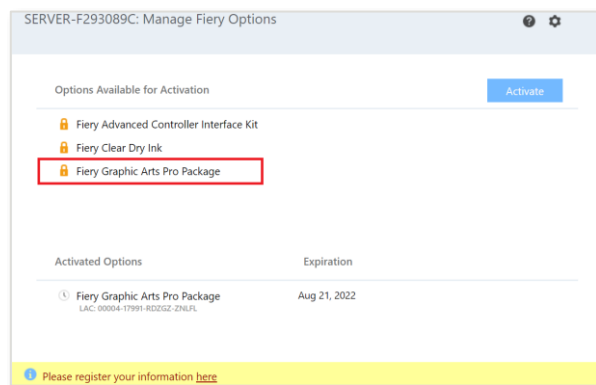 SERVER-F293089C: Manage Fiery Options
Options Available for Activation
Activate
Fiery Advanced Controller Interface Kit
Fiery Clear Dry Ink
Fiery Graphic Arts Pro Package
Activated Options
Expiration
Fiery Graphic Arts Pro Package
Aug 21, 2022
LAC: 00004-17991-RDZGZ-ZNLFL
Please register your information here